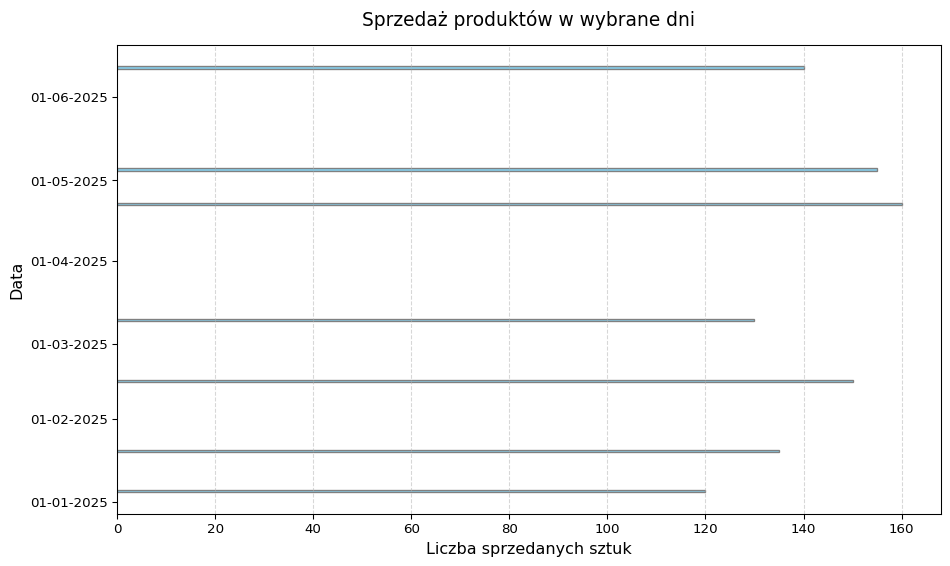 Sprzedaż produktów w wybrane dni
Data
01-06-2025
01-05-2025
01-04-2025
01-03-2025
01-02-2025
01-01-2025
0 20 40 60 80 100 120 140 160
Liczba sprzedanych sztuk